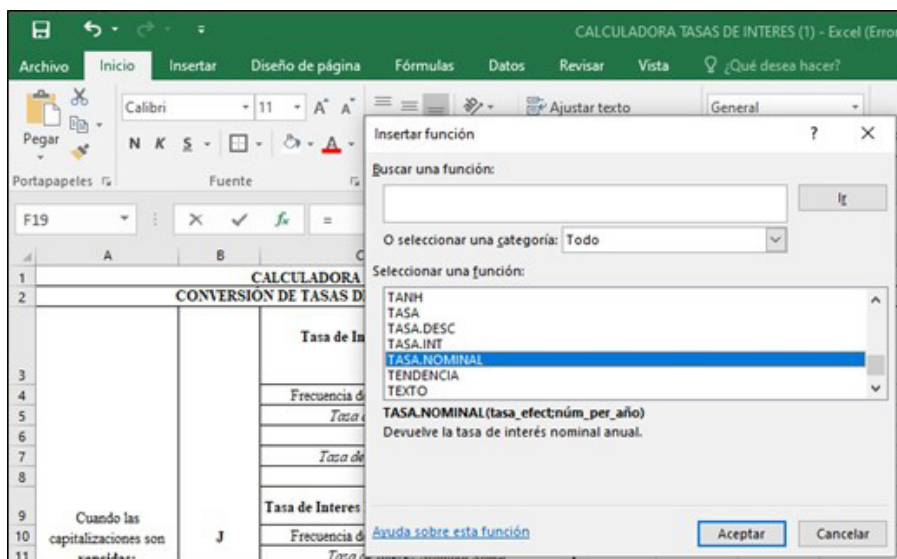 CALCULADORA TASAS DE INTERES (1) - Excel (Error
Archivo Inicio Insertar Diseño de página Fórmulas Datos Revisar Vista ¿Qué desea hacer?
Pegar
Calibri 11 A A Ajustar texto General
N K S A
Portapapeles Fuente
Insertar función ? X
Buscar una función:
Ir
O seleccionar una categoría: Todo
Seleccionar una función:
TANH
TASA
TASA.DESC
TASA.INT
TASA.NOMINAL
TENDENCIA
TEXTO
TASA.NOMINAL(tasa_efect;núm_per_año)
Devuelve la tasa de interés nominal anual.
Ayuda sobre esta función
Aceptar Cancelar
F19 fx =
A B C
1 CALCULADORA
2 CONVERSIÓN DE TASAS D
Tasa de In
3
4 Frecuencia d
5 Tasa
6
7 Tasa de
8
9 Tasa de Interes
Cuando las
10 capitalizaciones son J Frecuencia d
11